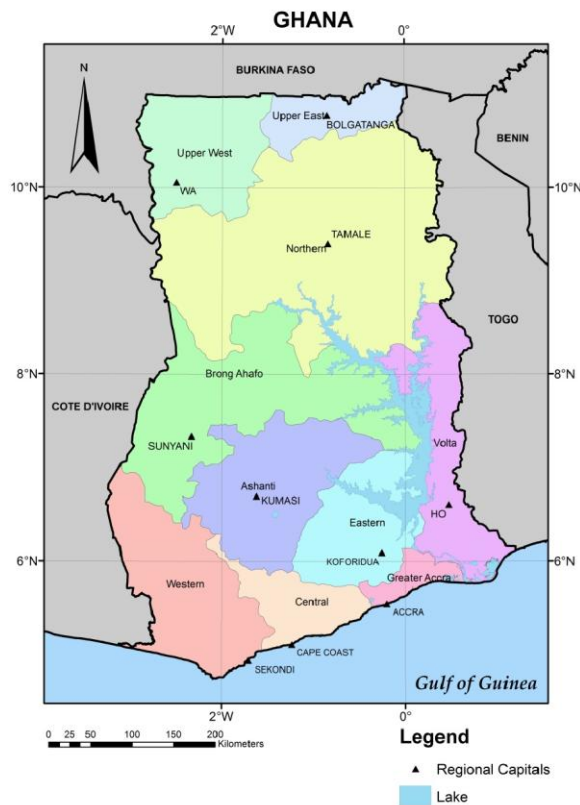 GHANA
2°W 0°
N
BURKINA FASO
Upper East
BOLGATANGA
BENIN
Upper West
10°N 10°N
WA
TAMALE
Northern
TOGO
8°N 8°N
Brong Ahafo
COTE D'IVOIRE
SUNYANI
Volta
Ashanti
KUMASI
HO
Eastern
6°N 6°N
KOFORIDUA
Greater Accra
Western
Central
ACCRA
CAPE COAST
SEKONDI
Gulf of Guinea
2°W 0°
0 25 50 100 150 200
Kilometers
Legend
Regional Capitals
Lake